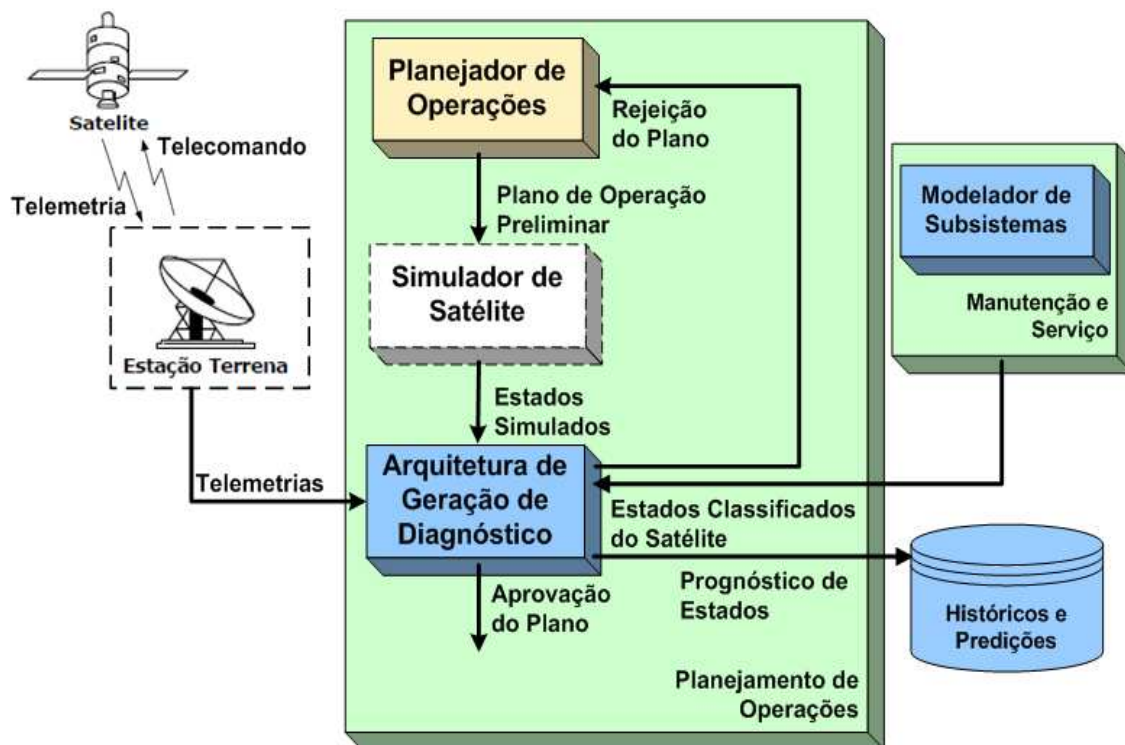 Satelite
Telecomando
Telemetria
Estação Terrena
Telemetrias
Planejador de
Operações
Rejeição
do Plano
Plano de Operação
Preliminar
Simulador de
Satélite
Estados
Simulados
Arquitetura de
Geração de
Diagnóstico
Aprovação
do Plano
Estados Classificados
do Satélite
Prognóstico de
Estados
Planejamento de
Operações
Modelador de
Subsistemas
Manutenção e
Serviço
Históricos e
Predições